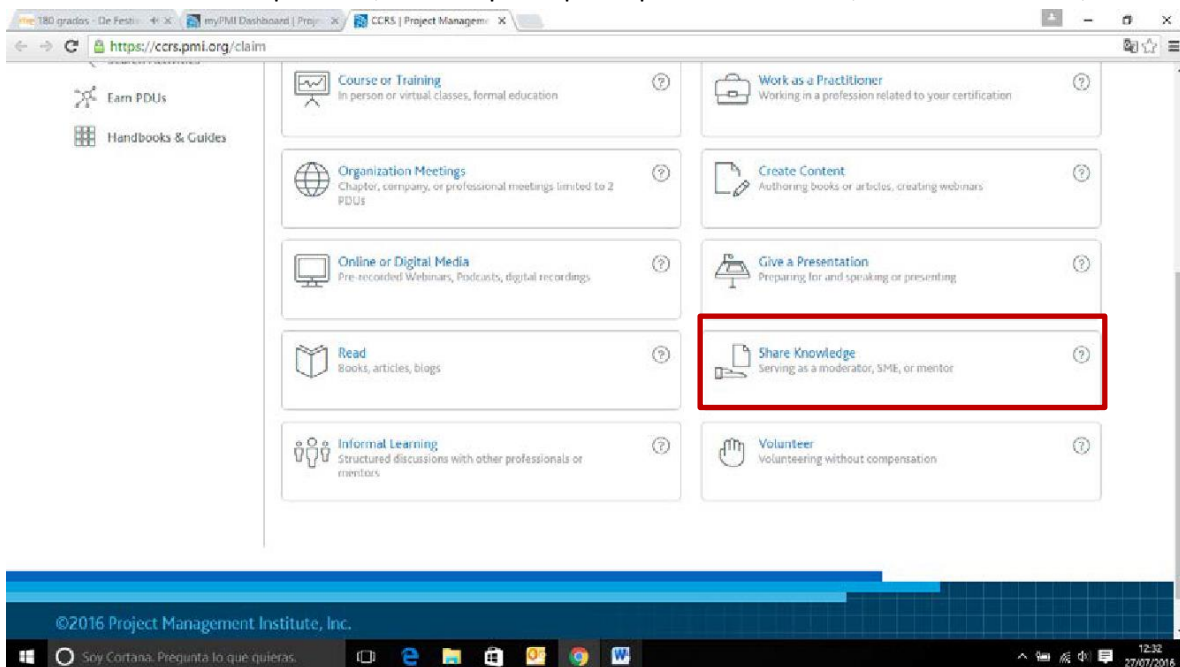 180 grados - De Festi
myPMI Dashboard | Proje
CCRS | Project Manageme
https://ccrs.pmi.org/claim
Search Activities
Earn PDUs
Handbooks & Guides
Course or Training
In person or virtual classes, formal education
Work as a Practitioner
Working in a profession related to your certification
Organization Meetings
Chapter, company, or professional meetings limited to 2
PDUs
Create Content
Authoring books or articles, creating webinars
Online or Digital Media
Pre-recorded Webinars, Podcasts, digital recordings
Give a Presentation
Preparing for and speaking or presenting
Read
Books, articles, blogs
Share Knowledge
Serving as a moderator, SME, or mentor
Informal Learning
Structured discussions with other professionals or
mentors
Volunteer
Volunteering without compensation
©2016 Project Management Institute, Inc.
Soy Cortana. Pregunta lo que quieras.
12:32
27/07/2016